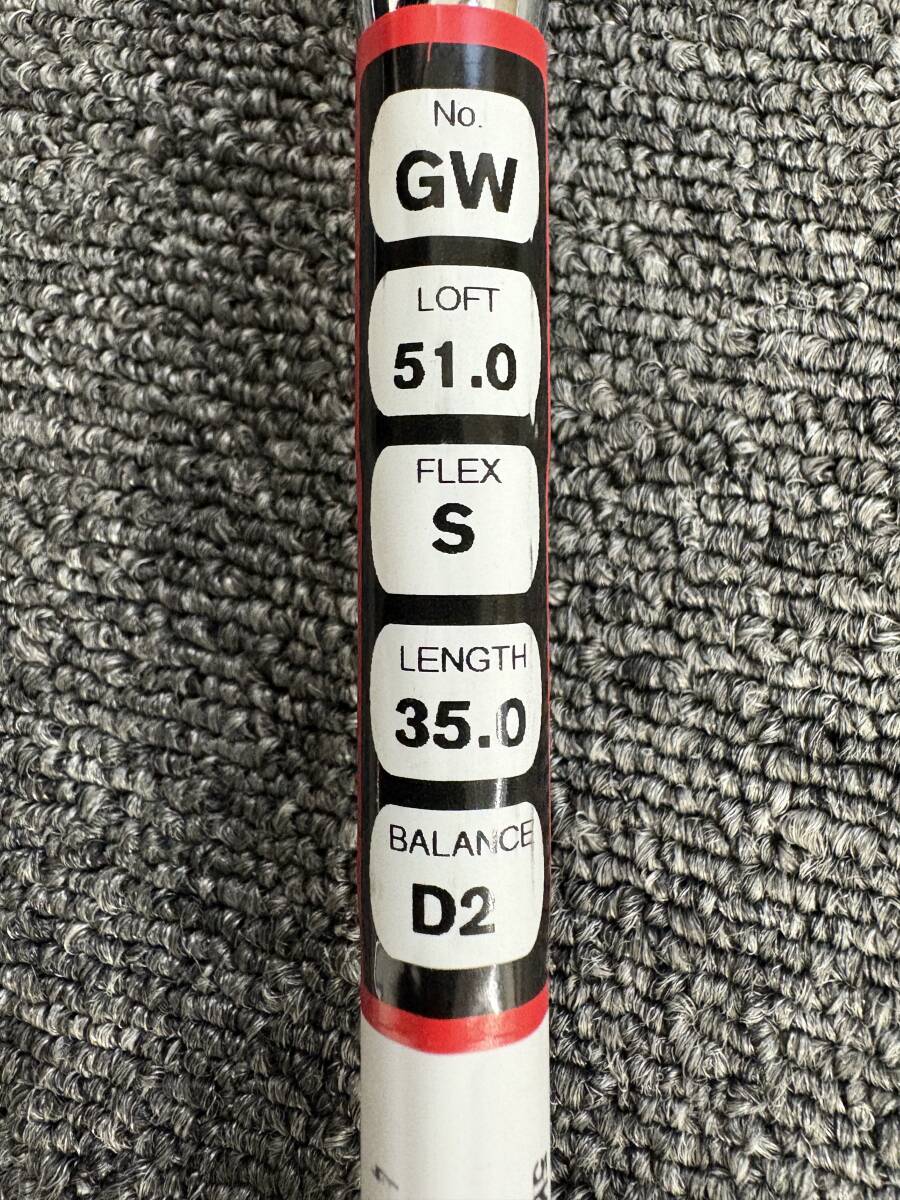 No.
GW
LOFT
51.0
FLEX
S
LENGTH
35.0
BALANCE
D2